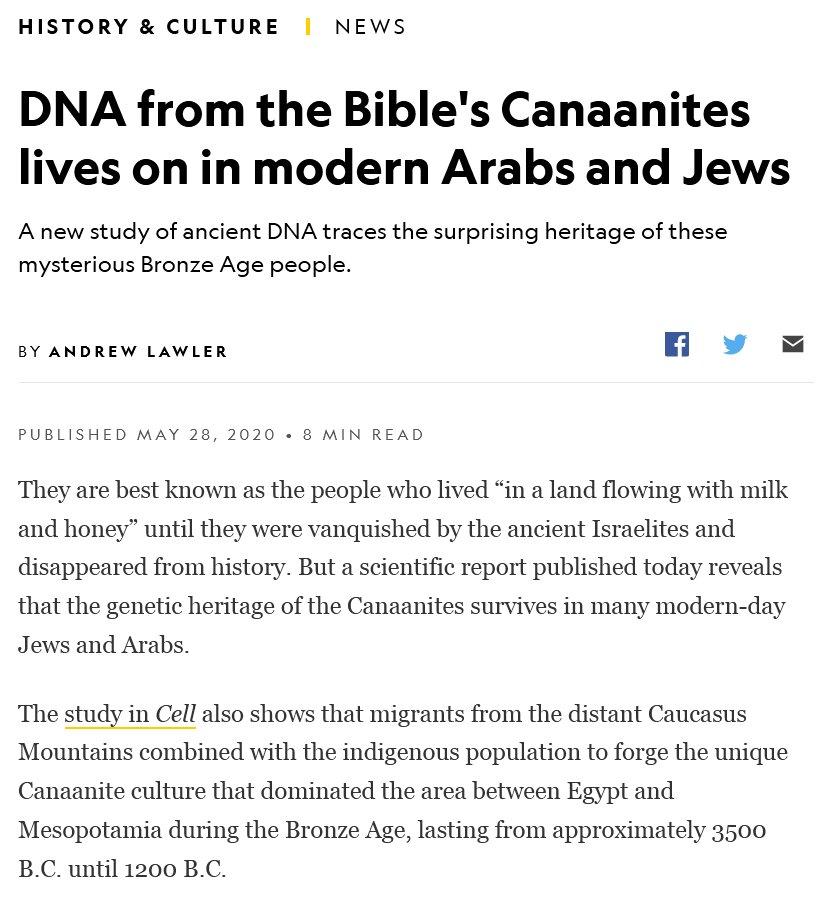 HISTORY & CULTURE | NEWS
DNA from the Bible's Canaanites
lives on in modern Arabs and Jews
A new study of ancient DNA traces the surprising heritage of these
mysterious Bronze Age people.
BY ANDREW LAWLER
PUBLISHED MAY 28, 2020 • 8 MIN READ
They are best known as the people who lived “in a land flowing with milk
and honey” until they were vanquished by the ancient Israelites and
disappeared from history. But a scientific report published today reveals
that the genetic heritage of the Canaanites survives in many modern-day
Jews and Arabs.
The study in Cell also shows that migrants from the distant Caucasus
Mountains combined with the indigenous population to forge the unique
Canaanite culture that dominated the area between Egypt and
Mesopotamia during the Bronze Age, lasting from approximately 3500
B.C. until 1200 B.C.